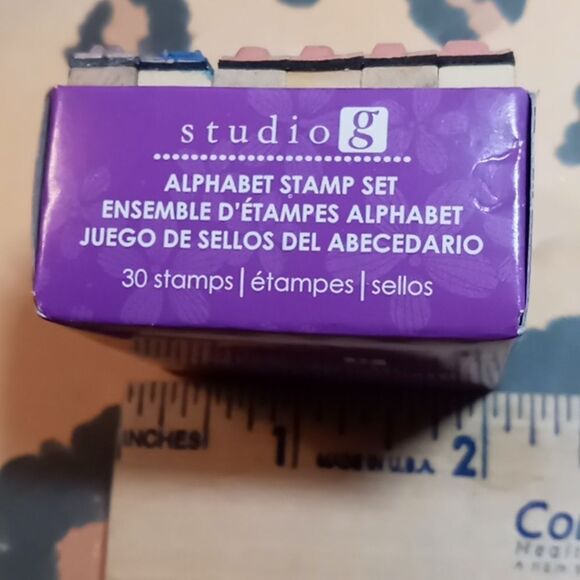 studio g
ALPHABET STAMP SET
ENSEMBLE D'ÉTAMPES ALPHABET
JUEGO DE SELLOS DEL ABECEDARIO
30 stamps | étampes | sellos
INCHES 1 MADE IN U.S.A. 2